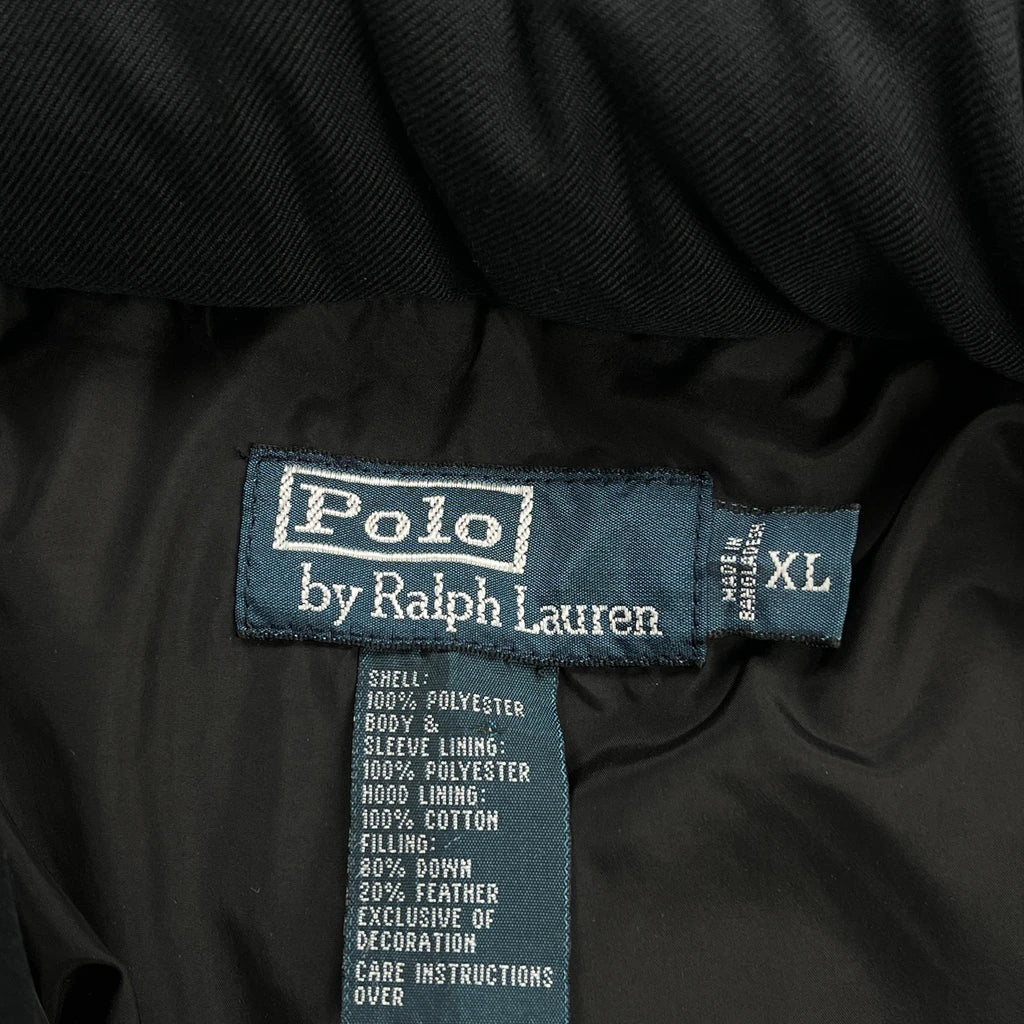 Polo
by Ralph Lauren
MADE IN
BANGLADESH
XL
SHELL:
100% POLYESTER
BODY &
SLEEVE LINING:
100% POLYESTER
HOOD LINING:
100% COTTON
FILLING:
80% DOWN
20% FEATHER
EXCLUSIVE OF
DECORATION
CARE INSTRUCTIONS
OVER